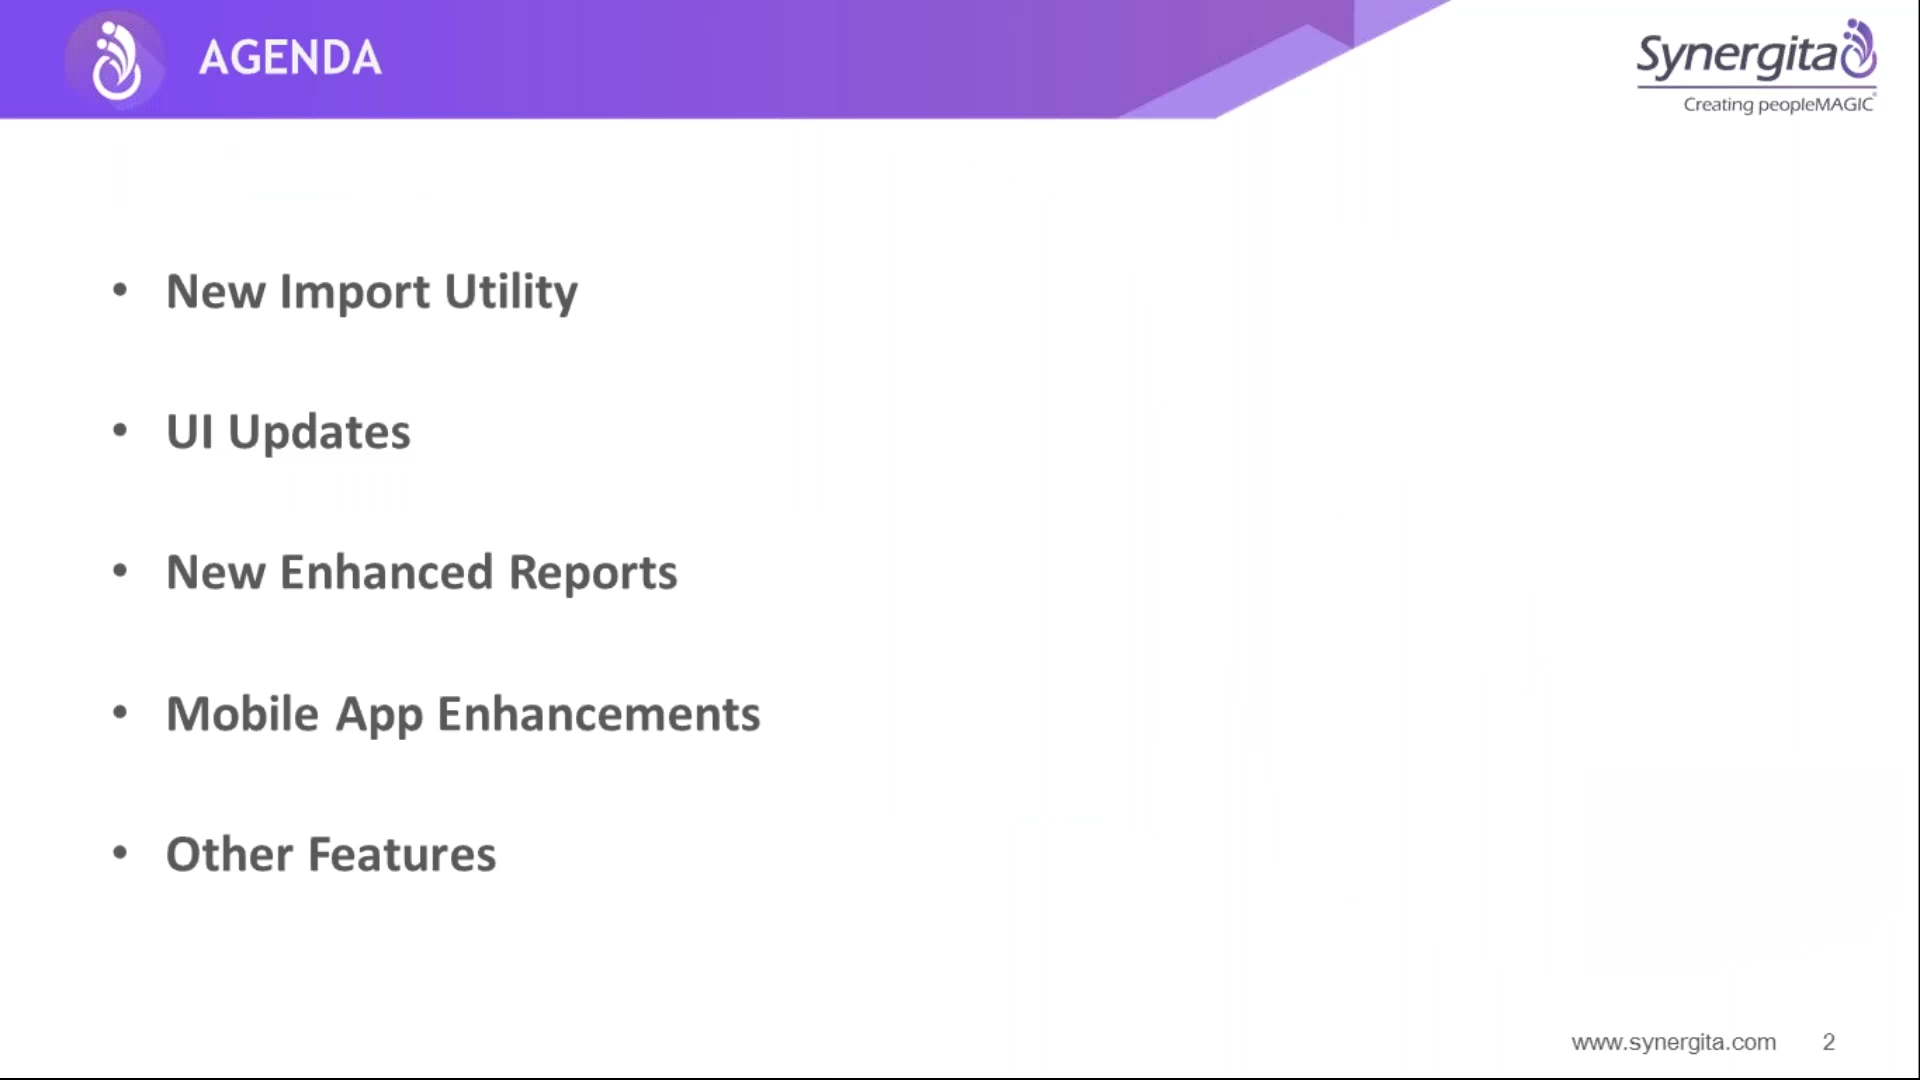 AGENDA
Synergita
Creating peopleMAGIC
• New Import Utility
• UI Updates
• New Enhanced Reports
• Mobile App Enhancements
• Other Features
www.synergita.com 2